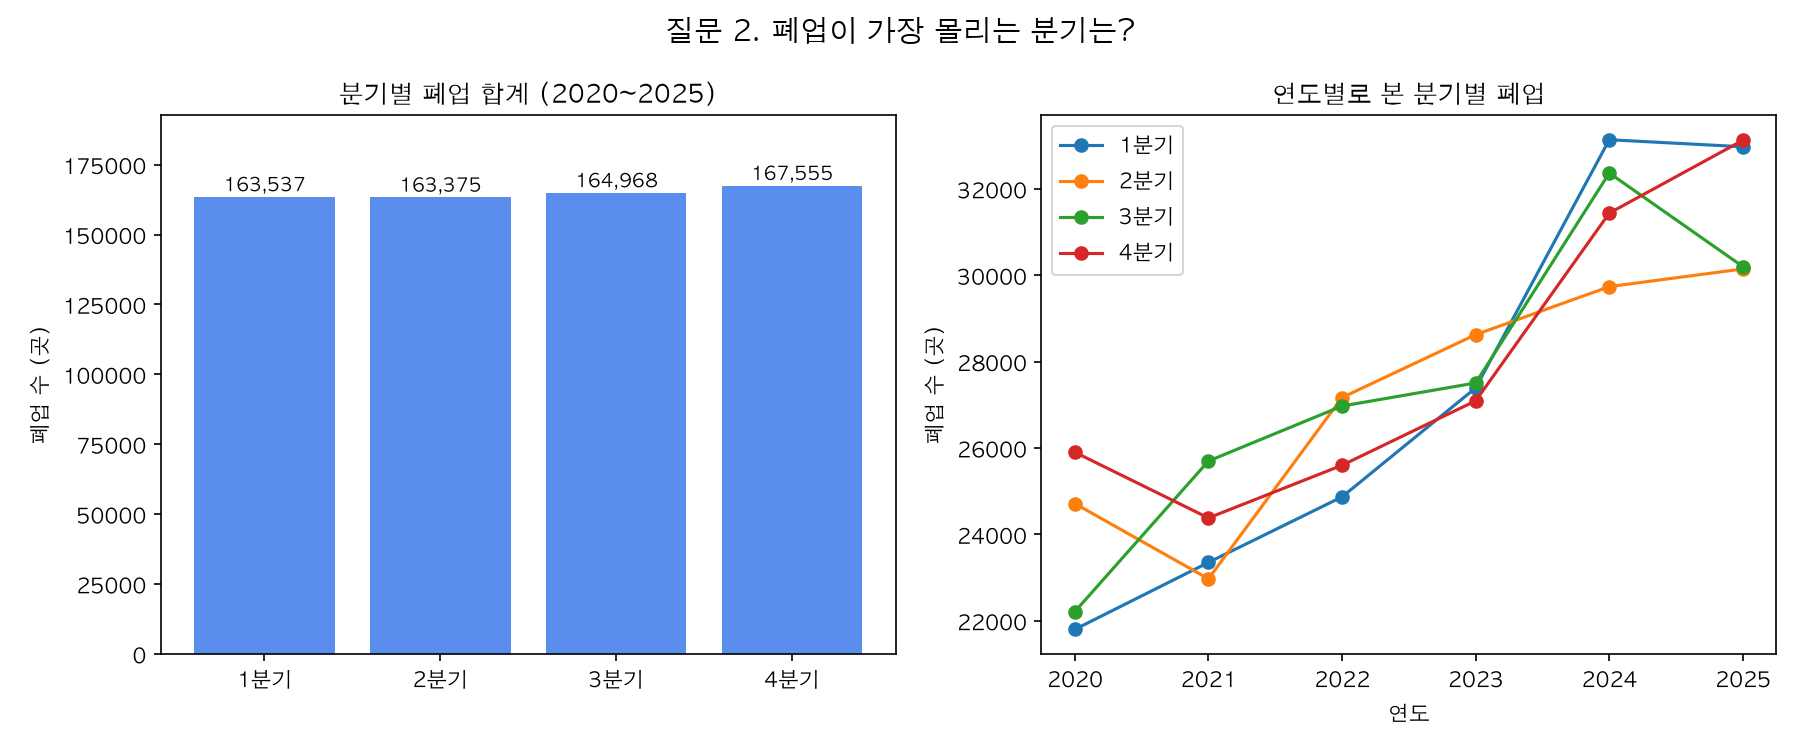 질문 2. 폐업이 가장 몰리는 분기는?
분기별 폐업 합계 (2020~2025)
폐업 수 (곳)
175000
150000
125000
100000
75000
50000
25000
0
163,537
163,375
164,968
167,555
1분기
2분기
3분기
4분기
연도별로 본 분기별 폐업
1분기
2분기
3분기
4분기
폐업 수 (곳)
32000
30000
28000
26000
24000
22000
2020
2021
2022
2023
2024
2025
연도